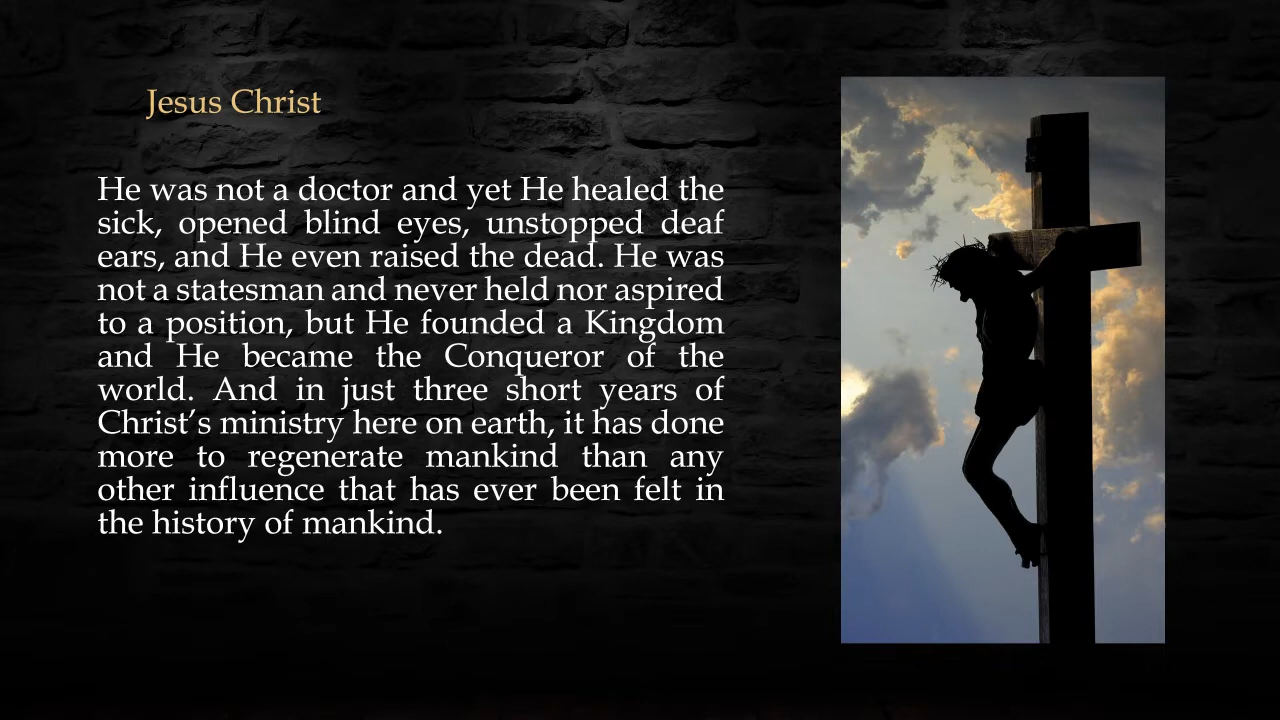 Jesus Christ
He was not a doctor and yet He healed the
sick, opened blind eyes, unstopped deaf
ears, and He even raised the dead. He was
not a statesman and never held nor aspired
to a position, but He founded a Kingdom
and He became the Conqueror of the
world. And in just three short years of
Christ’s ministry here on earth, it has done
more to regenerate mankind than any
other influence that has ever been felt in
the history of mankind.